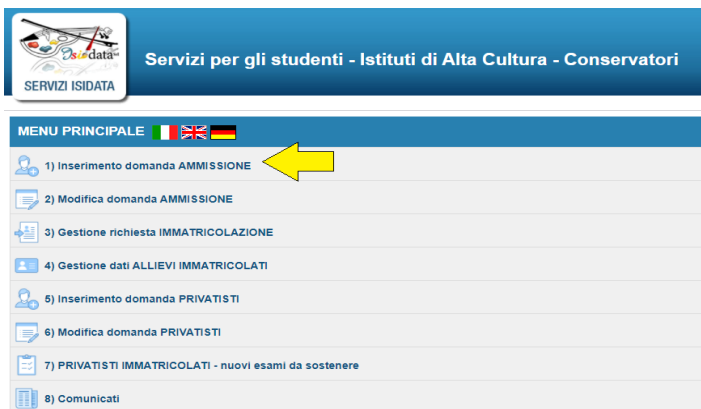 Isidata
SERVIZI ISIDATA
Servizi per gli studenti - Istituti di Alta Cultura - Conservatori
MENU PRINCIPALE
1) Inserimento domanda AMMISSIONE
2) Modifica domanda AMMISSIONE
3) Gestione richiesta IMMATRICOLAZIONE
4) Gestione dati ALLIEVI IMMATRICOLATI
5) Inserimento domanda PRIVATISTI
6) Modifica domanda PRIVATISTI
7) PRIVATISTI IMMATRICOLATI - nuovi esami da sostenere
8) Comunicati